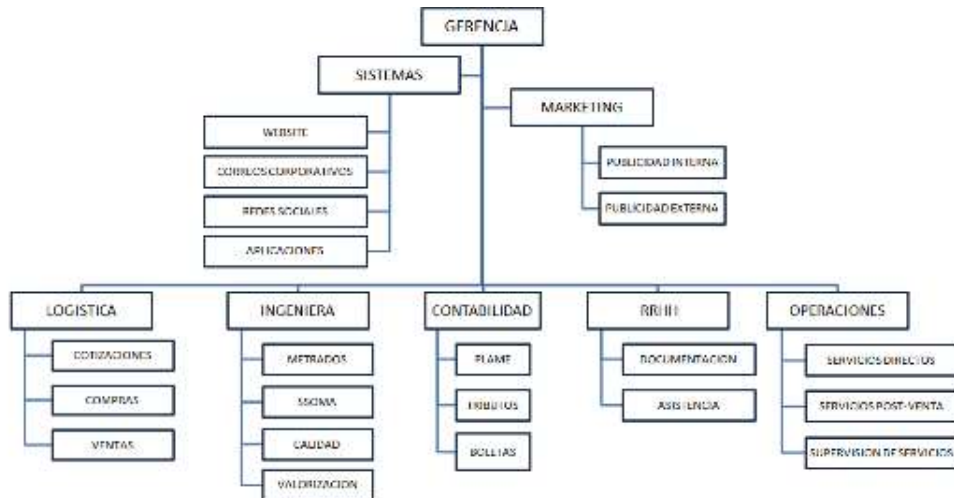 GERENCIA
SISTEMAS
MARKETING
WEBSITE
CORREOS CORPORATIVOS
REDES SOCIALES
APLICACIONES
PUBLICIDAD INTERNA
PUBLICIDAD EXTERNA
LOGISTICA
INGENIERA
CONTABILIDAD
RRHH
OPERACIONES
COTIZACIONES
COMPRAS
VENTAS
METRADOS
SSOMA
CALIDAD
VALORIZACION
PLAME
TRIBUTOS
BOLETAS
DOCUMENTACION
ASISTENCIA
SERVICIOS DIRECTOS
SERVICIOS POST-VENTA
SUPERVISION DE SERVICIOS